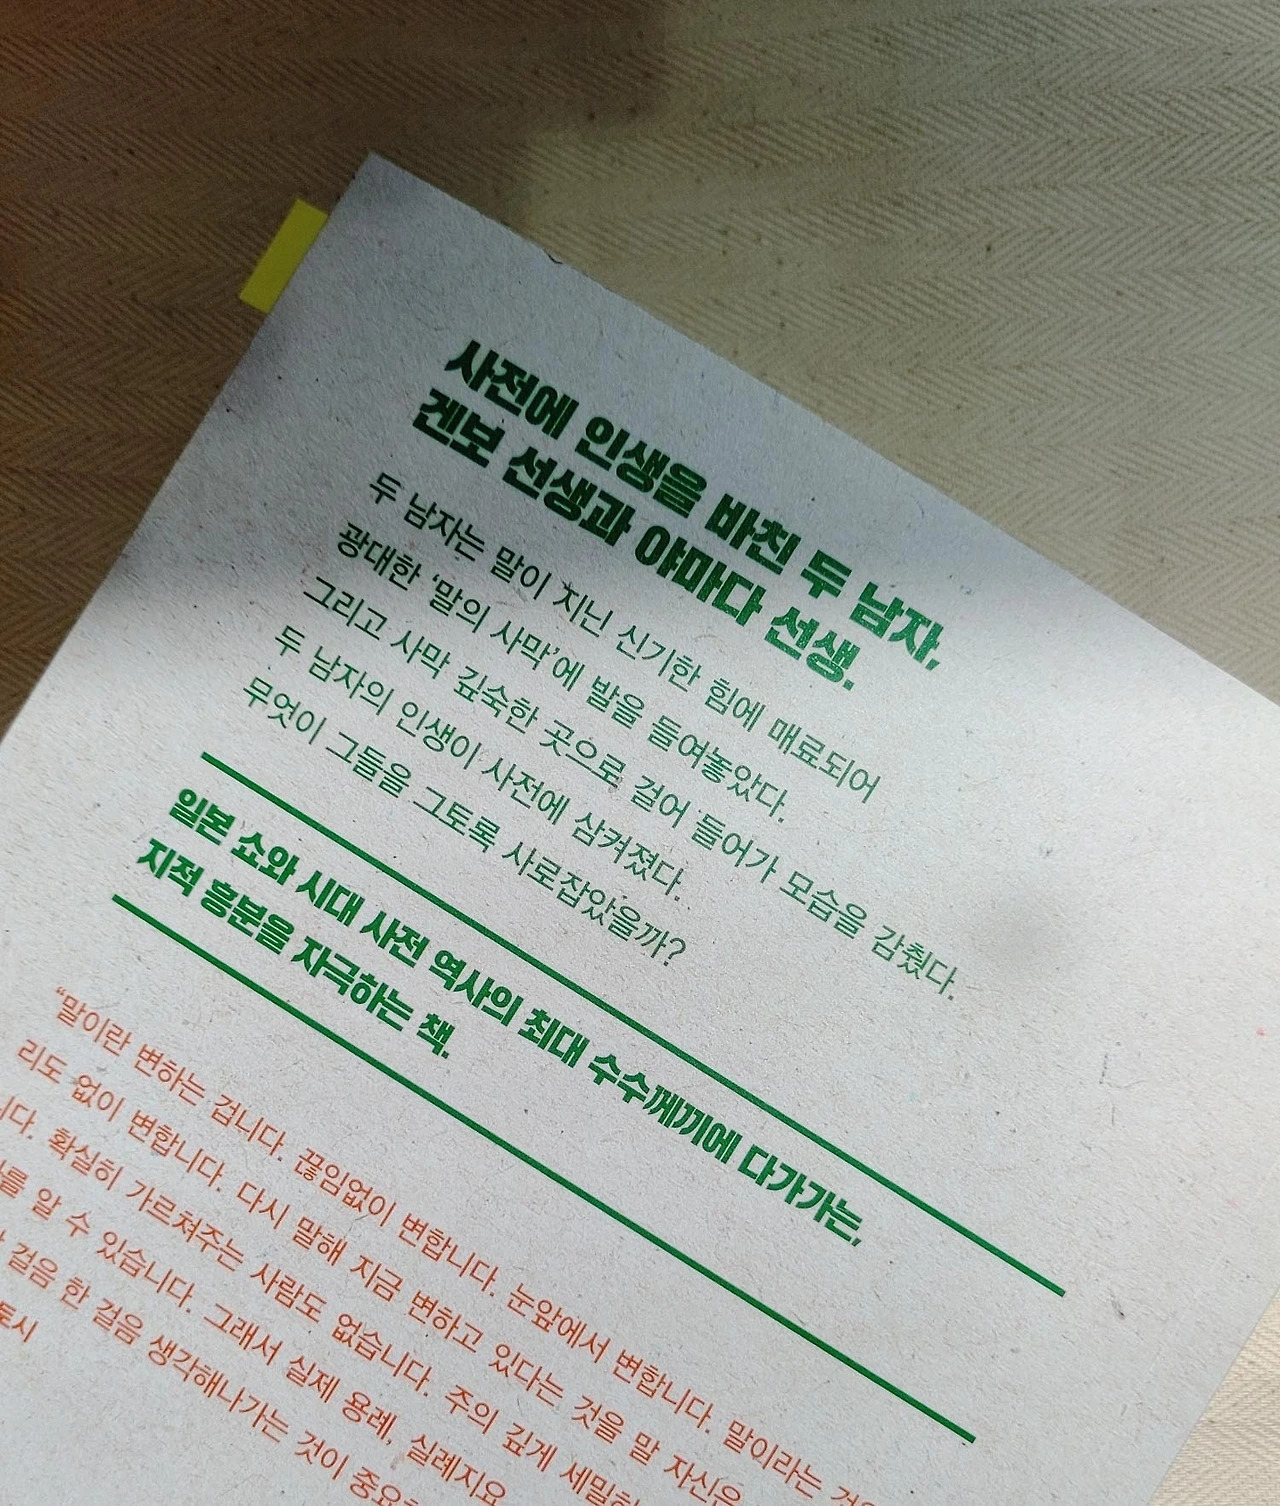 사전에 인생을 바친 두 남자,
겐보 선생과 야마다 선생.
두 남자는 말이 지닌 신기한 힘에 매료되어
광대한 ‘말의 사막’에 발을 들여놓았다.
그리고 사막 깊숙한 곳으로 걸어 들어가 모습을 감췄다.
두 남자의 인생이 사전에 삼켜졌다.
무엇이 그들을 그토록 사로잡았을까?
일본 쇼와 시대 사전 역사의 최대 수수께끼에 다가가는,
지적 흥분을 자극하는 책.
“말이란 변하는 겁니다. 끊임없이 변합니다. 눈앞에서 변합니다. 말이라는
리도 없이 변합니다. 다시 말해 지금 변하고 있다는 것을 말 자신은
니다. 확실히 가르쳐주는 사람도 없습니다. 주의 깊게 세밀히
를 알 수 있습니다. 그래서 실제 용례, 실례지요
걸음 한 걸음 생각해나가는 것이
토시